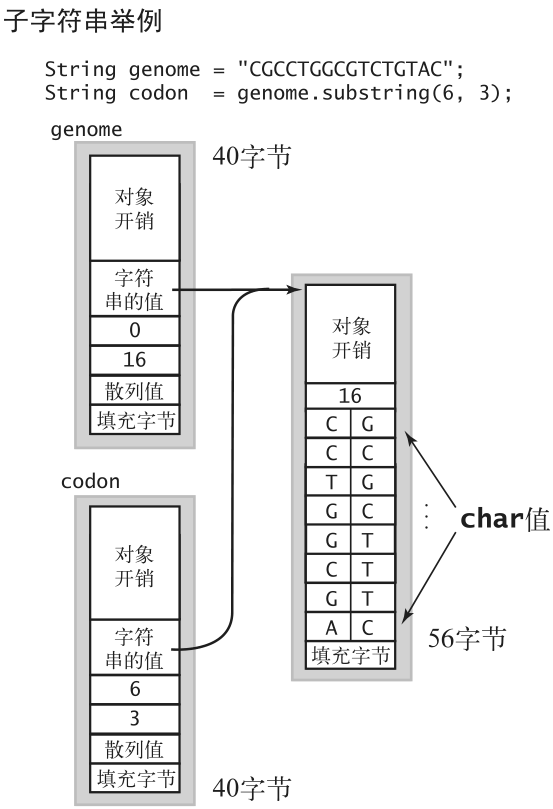 子字符串举例
String genome = "CGCCTGGCGTCTGTAC";
String codon  = genome.substring(6, 3);
genome
40字节
对象
开销
字符
串的值
0
16
散列值
填充字节
对象
开销
16
C G
C C
T G
G C
G T
C T
G T
A C
填充字节
⋮
char值
56字节
codon
对象
开销
字符
串的值
6
3
散列值
填充字节
40字节